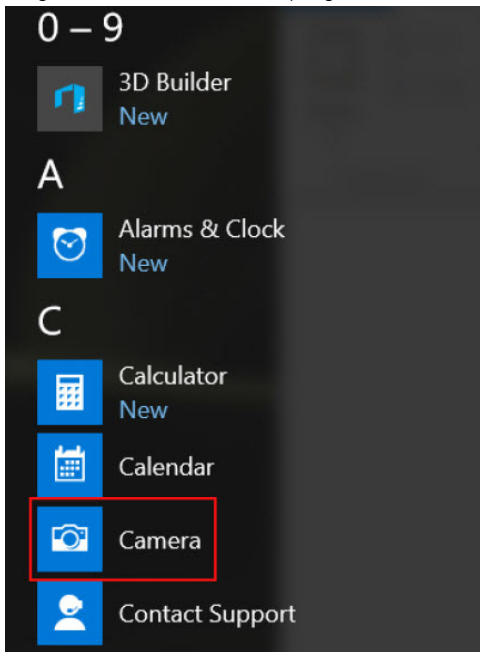 0 – 9
3D Builder
New
A
Alarms & Clock
New
C
Calculator
New
Calendar
Camera
Contact Support